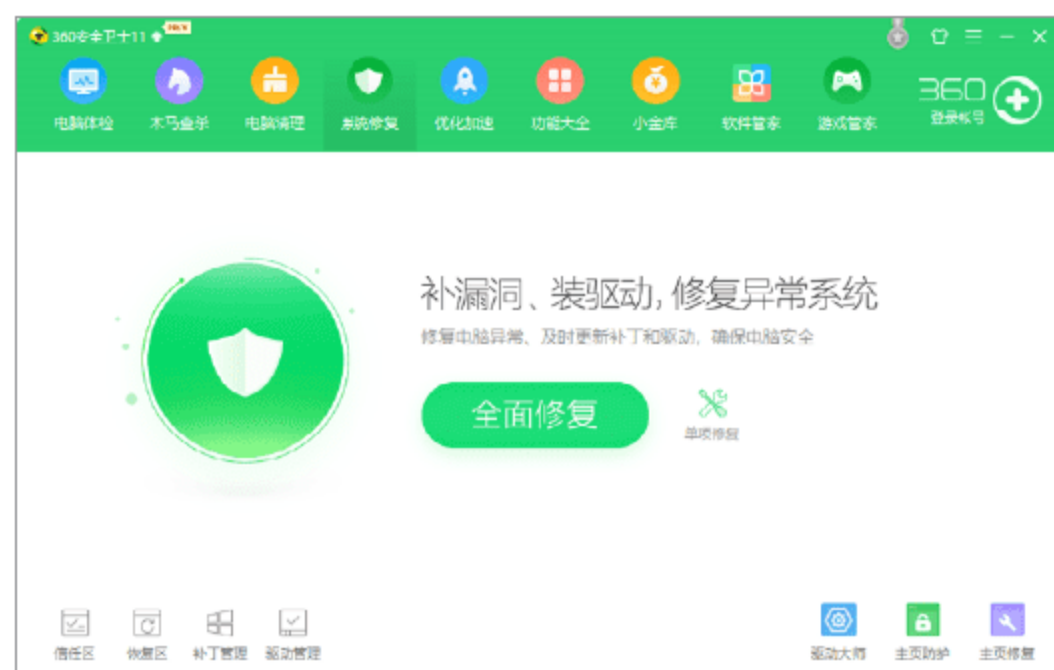 360安全卫士11
电脑体检 木马查杀 电脑清理 系统修复 优化加速 功能大全 小金库 软件管家 游戏管家
360
登录帐号
补漏洞、装驱动,修复异常系统
修复电脑异常、及时更新补丁和驱动, 确保电脑安全
全面修复
单项修复
信任区 恢复区 补丁管理 驱动管理 驱动大师 主页防护 主页修复